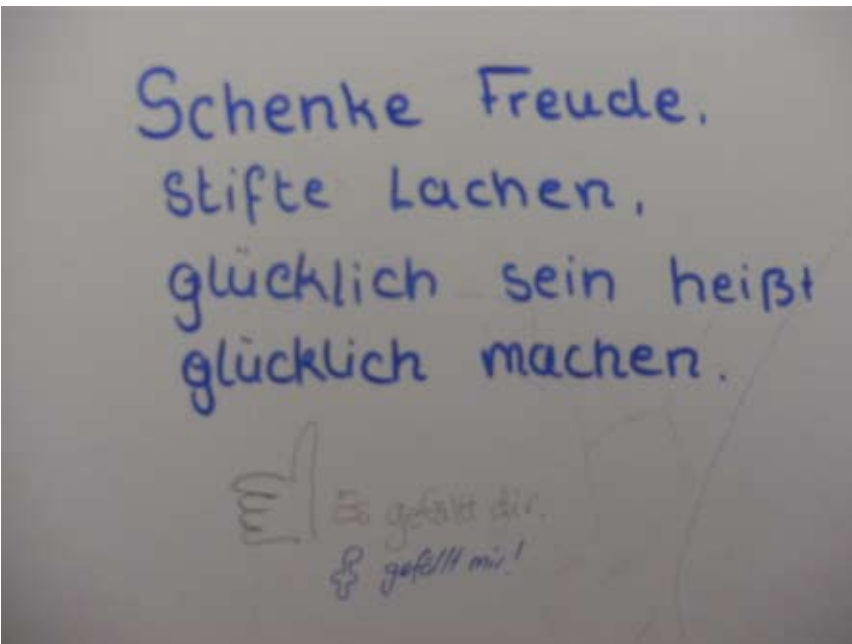 Schenke Freude,
stifte Lachen,
glücklich sein heißt
glücklich machen.
Es gefällt dir.
gefällt mir!